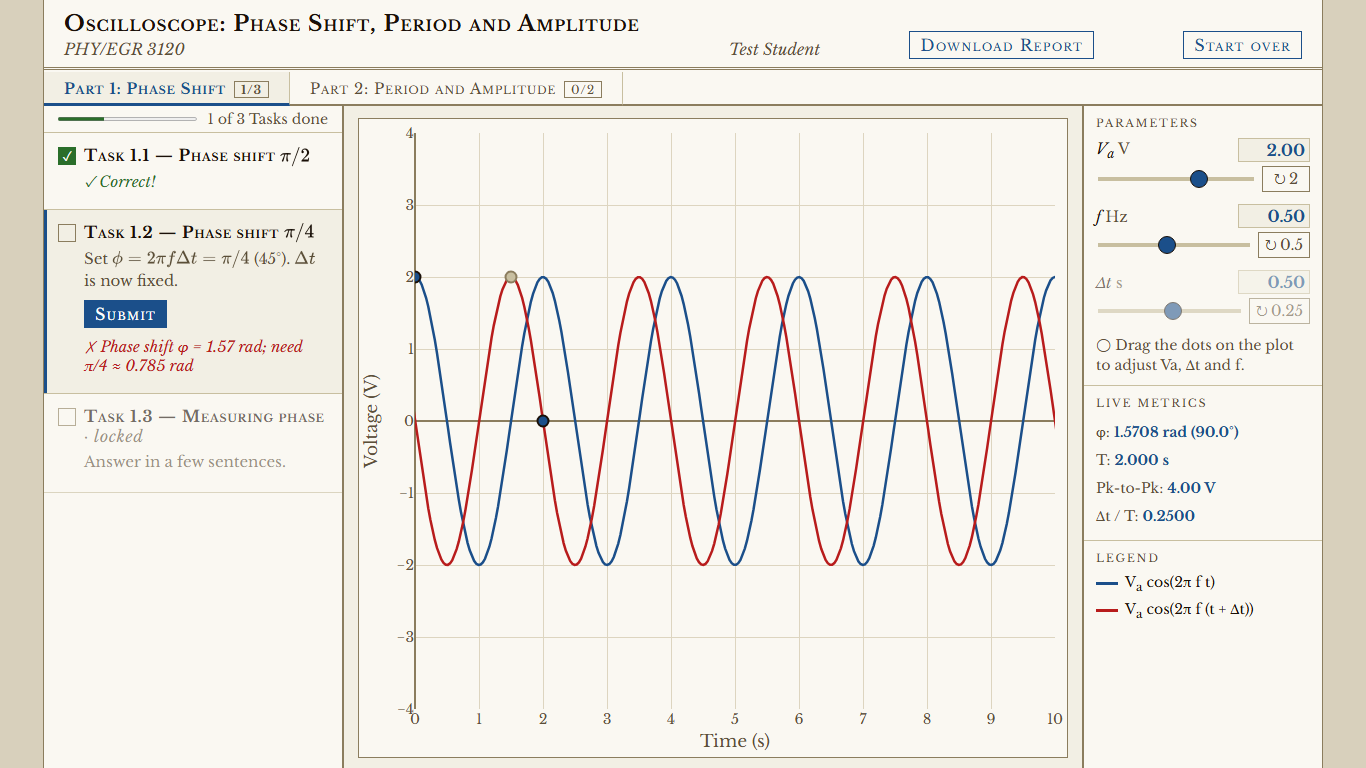 Oscilloscope: Phase Shift, Period and Amplitude
PHY/EGR 3120
Test Student
Download Report
Start over
Part 1: Phase Shift 1/3
Part 2: Period and Amplitude 0/2
1 of 3 Tasks done
✓ Task 1.1 — Phase shift π/2
✓ Correct!
Task 1.2 — Phase shift π/4
Set ϕ = 2πfΔt = π/4 (45°). Δt
is now fixed.
Submit
✗ Phase shift φ = 1.57 rad; need
π/4 ≈ 0.785 rad
Task 1.3 — Measuring phase
· locked
Answer in a few sentences.
4
3
2
1
0
−1
−2
−3
−4
Voltage (V)
0 1 2 3 4 5 6 7 8 9 10
Time (s)
PARAMETERS
Va V 2.00
↻ 2
f Hz 0.50
↻ 0.5
Δt s 0.50
↻ 0.25
◯ Drag the dots on the plot
to adjust Va, Δt and f.
LIVE METRICS
φ: 1.5708 rad (90.0°)
T: 2.000 s
Pk-to-Pk: 4.00 V
Δt / T: 0.2500
LEGEND
Va cos(2π f t)
Va cos(2π f (t + Δt))